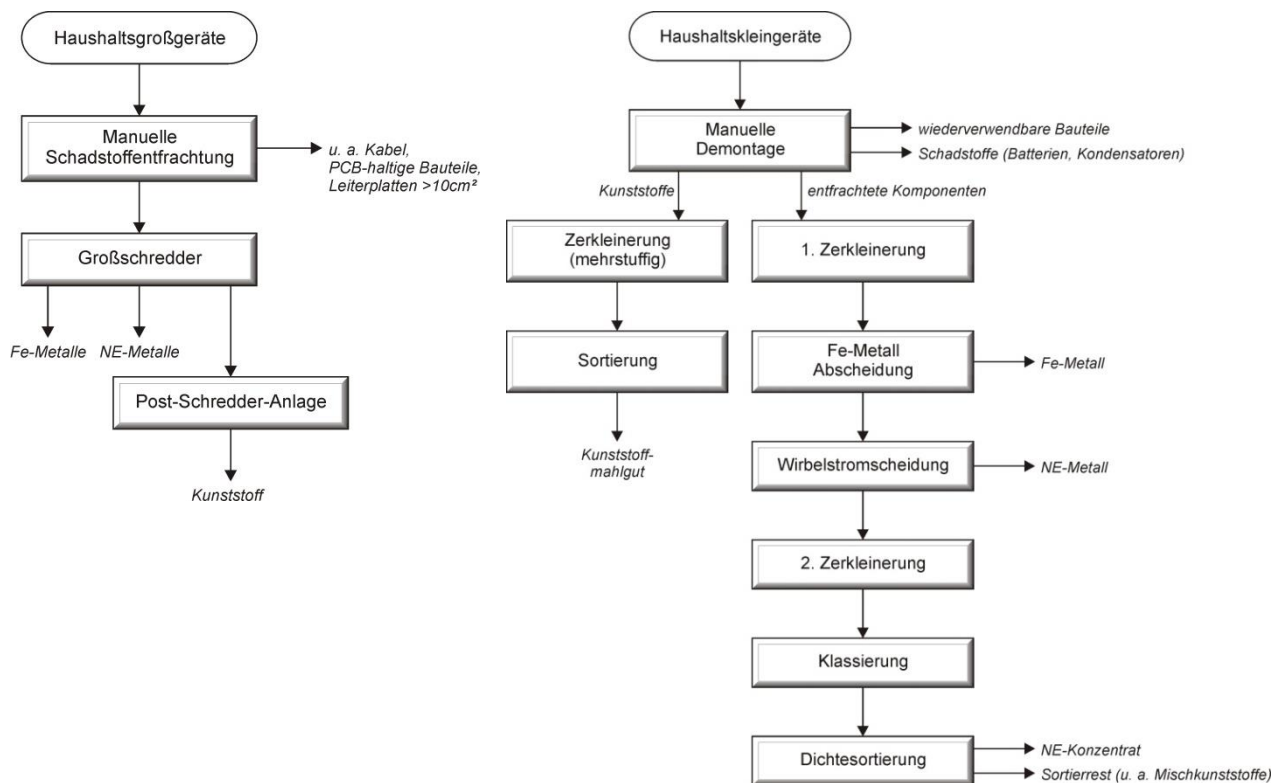 Haushaltsgroßgeräte
Manuelle
Schadstoffentfrachtung
u. a. Kabel,
PCB-haltige Bauteile,
Leiterplatten >10cm²
Großschredder
Fe-Metalle
NE-Metalle
Post-Schredder-Anlage
Kunststoff
Haushaltskleingeräte
Manuelle
Demontage
wiederverwendbare Bauteile
Schadstoffe (Batterien, Kondensatoren)
Kunststoffe
entfrachtete Komponenten
Zerkleinerung
(mehrstuffig)
Sortierung
Kunststoff-
mahlgut
1. Zerkleinerung
Fe-Metall
Abscheidung
Fe-Metall
Wirbelstromscheidung
NE-Metall
2. Zerkleinerung
Klassierung
Dichtesortierung
NE-Konzentrat
Sortierrest (u. a. Mischkunststoffe)